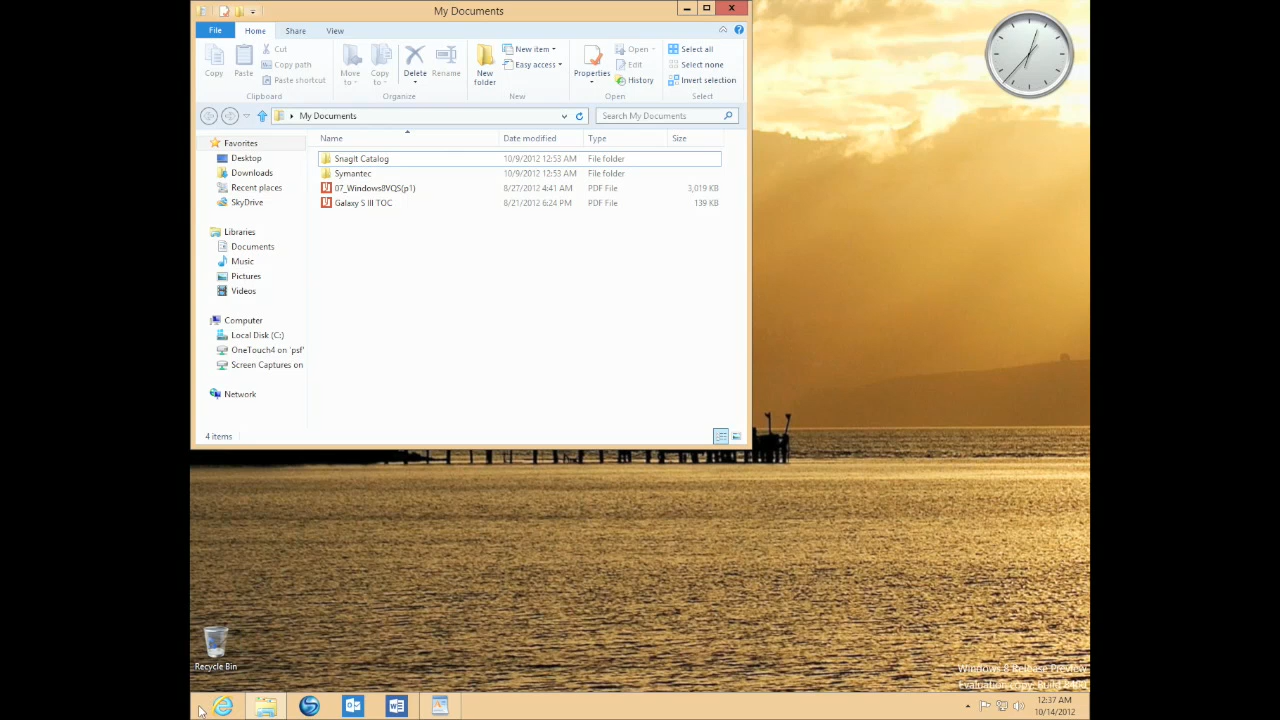 My Documents
File Home Share View
Copy
Paste
Cut
Copy path
Paste shortcut
Clipboard
Move to
Copy to
Delete
Rename
Organize
New folder
New item
Easy access
New
Properties
Open
Edit
History
Open
Select all
Select none
Invert selection
Select
My Documents
Search My Documents
Name Date modified Type Size
SnagIt Catalog 10/9/2012 12:53 AM File folder
Symantec 10/9/2012 12:53 AM File folder
07_Windows8VQS(p1) 8/27/2012 4:41 AM PDF File 3,019 KB
Galaxy S III TOC 8/21/2012 6:24 PM PDF File 139 KB
Favorites
Desktop
Downloads
Recent places
SkyDrive
Libraries
Documents
Music
Pictures
Videos
Computer
Local Disk (C:)
OneTouch4 on 'psf'
Screen Captures on
Network
4 items
Recycle Bin
Windows 8 Release Preview
Evaluation copy. Build 8400
12:37 AM
10/14/2012